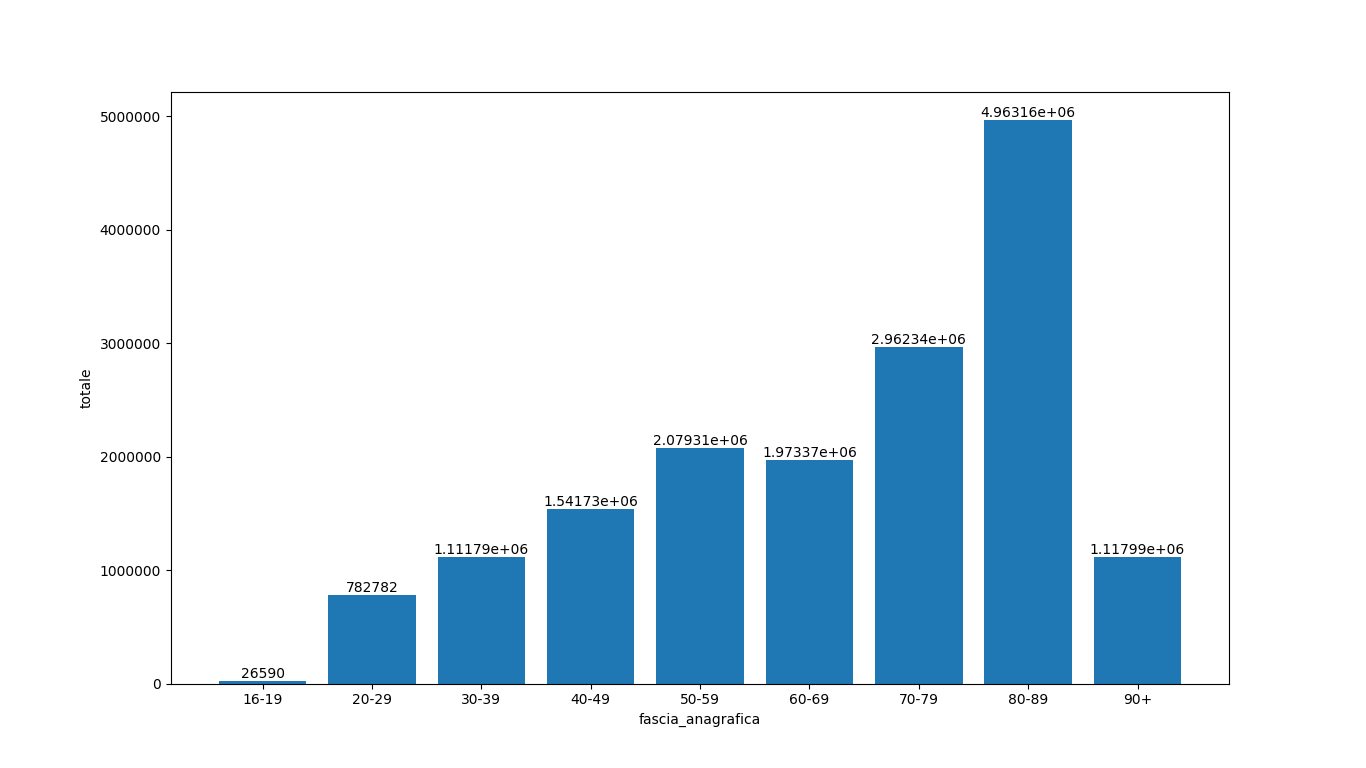 5000000
4.96316e+06
4000000
3000000
2.96234e+06
totale
2.07931e+06
2000000
1.97337e+06
1.54173e+06
1.11179e+06
1.11799e+06
1000000
782782
26590
0
16-19 20-29 30-39 40-49 50-59 60-69 70-79 80-89 90+
fascia_anagrafica